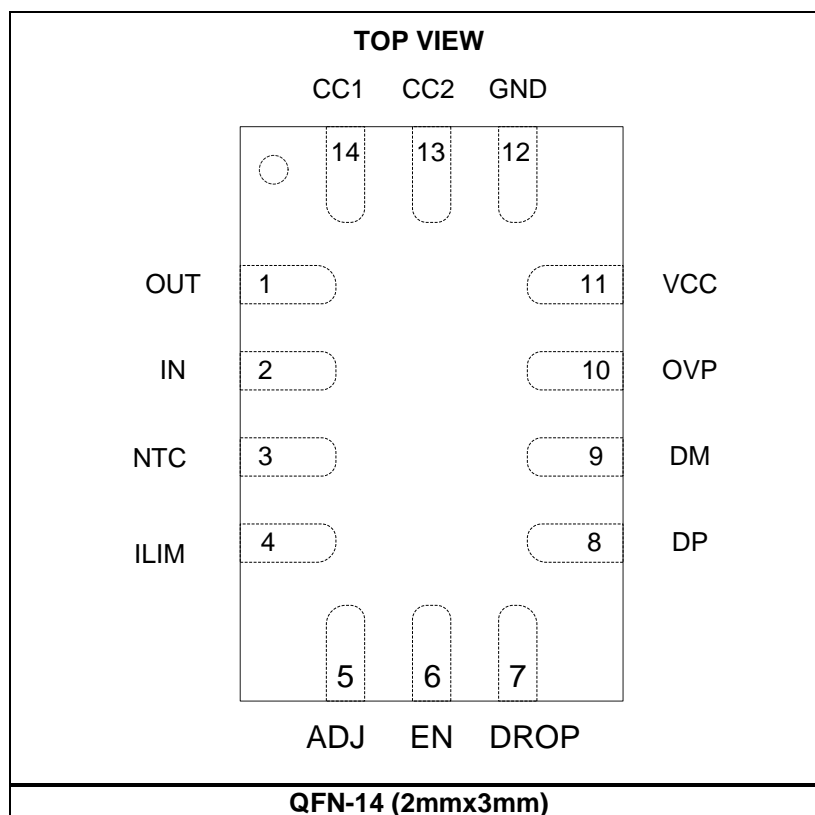 TOP VIEW
CC1 CC2 GND
14 13 12
OUT 1 11 VCC
IN 2 10 OVP
NTC 3 9 DM
ILIM 4 8 DP
5 6 7
ADJ EN DROP
QFN-14 (2mmx3mm)